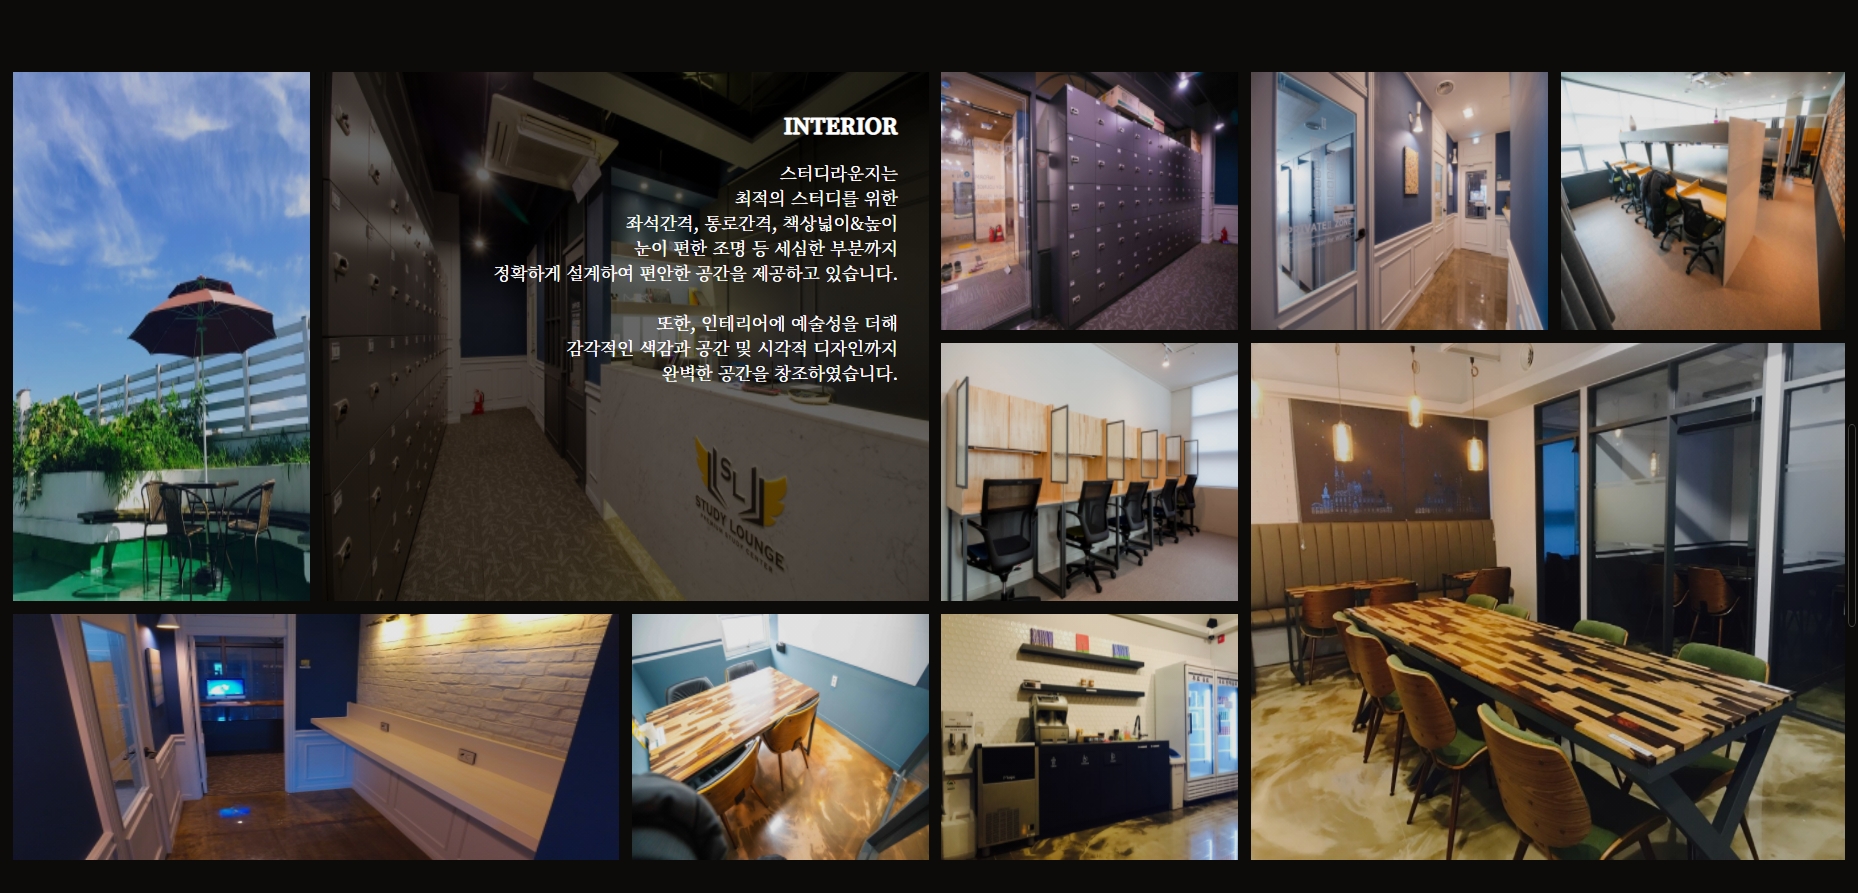 INTERIOR
스터디라운지는
최적의 스터디를 위한
좌석간격, 통로간격, 책상넓이&높이
눈이 편한 조명 등 세심한 부분까지
정확하게 설계하여 편안한 공간을 제공하고 있습니다.
또한, 인테리어에 예술성을 더해
감각적인 색감과 공간 및 시각적 디자인까지
완벽한 공간을 창조하였습니다.
SL
STUDY LOUNGE
PREMIUM STUDY CENTER